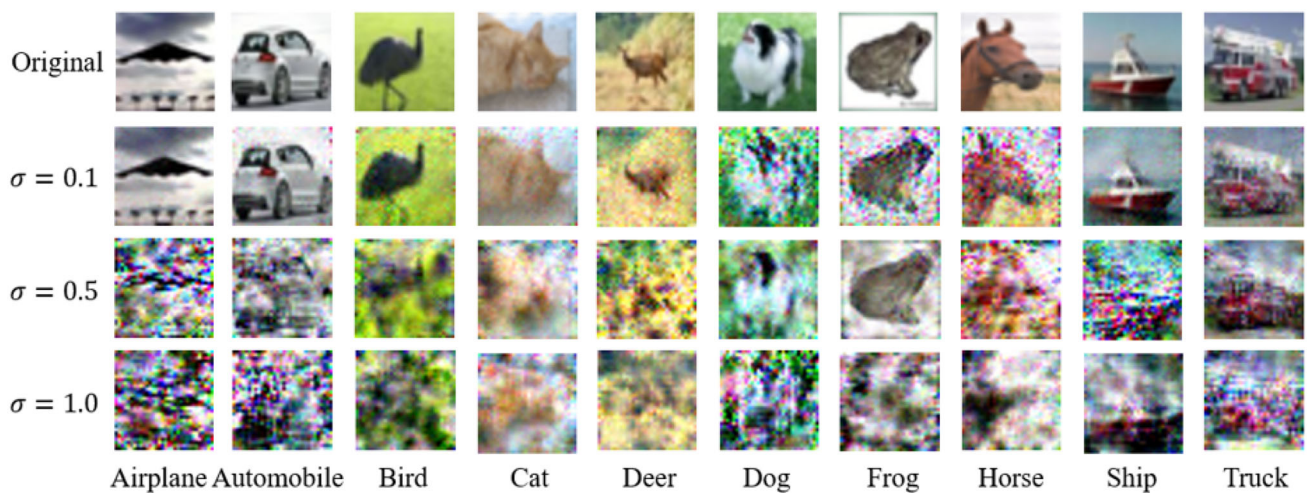 Original
σ = 0.1
σ = 0.5
σ = 1.0
Airplane Automobile Bird Cat Deer Dog Frog Horse Ship Truck